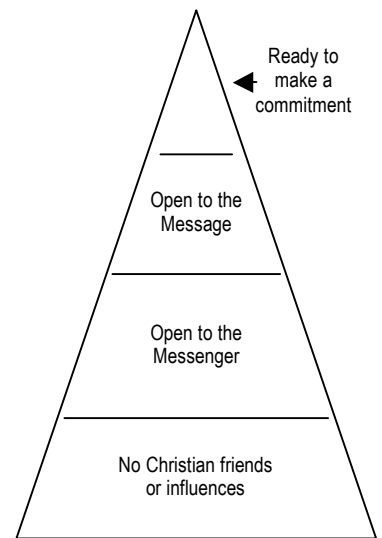 Ready to
make a
commitment
Open to the
Message
Open to the
Messenger
No Christian friends
or influences